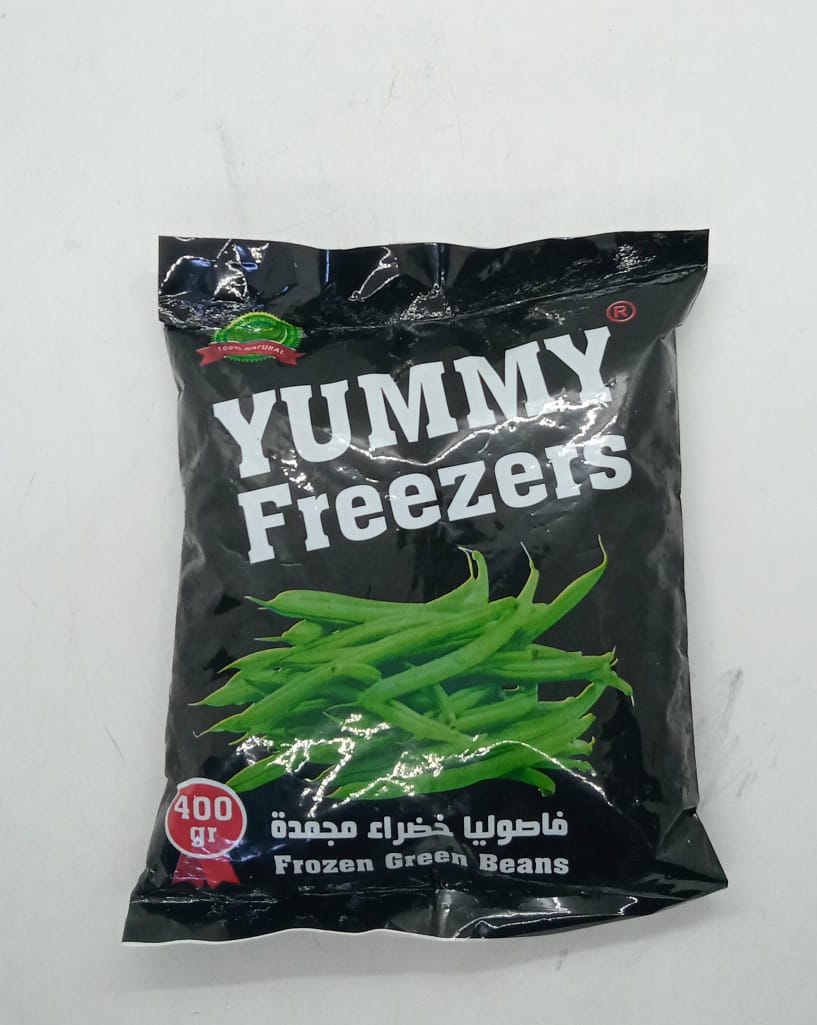 ®
100% NATURAL
YUMMY
Freezers
400
gr
فاصوليا خضراء مجمدة
Frozen Green Beans